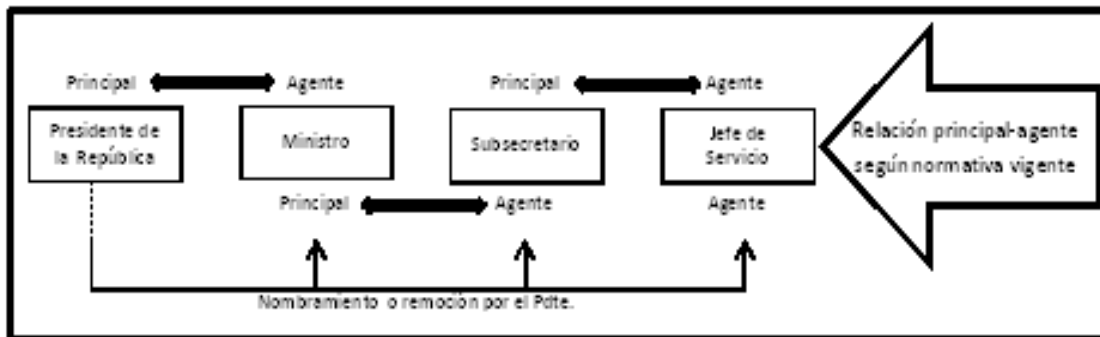 Principal Agente Principal Agente
Presidente de
la República
Ministro
Subsecretario
Jefe de
Servicio
Relación principal-agente
según normativa vigente
Principal Agente Agente
Nombramiento o remoción por el Pdte.